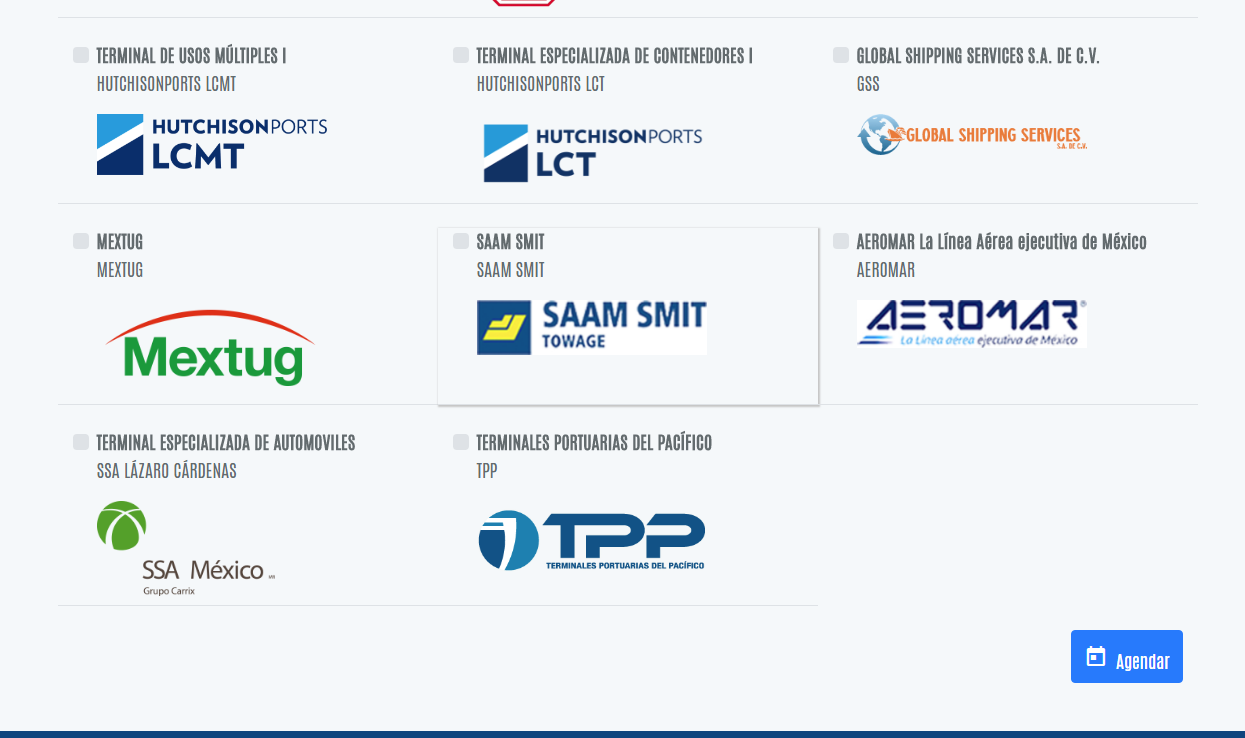 TERMINAL DE USOS MÚLTIPLES I
HUTCHISONPORTS LCMT
HUTCHISONPORTS
LCMT
TERMINAL ESPECIALIZADA DE CONTENEDORES I
HUTCHISONPORTS LCT
HUTCHISONPORTS
LCT
GLOBAL SHIPPING SERVICES S.A. DE C.V.
GSS
GLOBAL SHIPPING SERVICES
S.A. DE C.V.
MEXTUG
MEXTUG
Mextug
SAAM SMIT
SAAM SMIT
SAAM SMIT
TOWAGE
AEROMAR La Línea Aérea ejecutiva de México
AEROMAR
AEROMAR®
La Línea aérea ejecutiva de México
TERMINAL ESPECIALIZADA DE AUTOMOVILES
SSA LÁZARO CÁRDENAS
SSA México
Grupo Carrix
TERMINALES PORTUARIAS DEL PACÍFICO
TPP
TPP
TERMINALES PORTUARIAS DEL PACÍFICO
Agendar